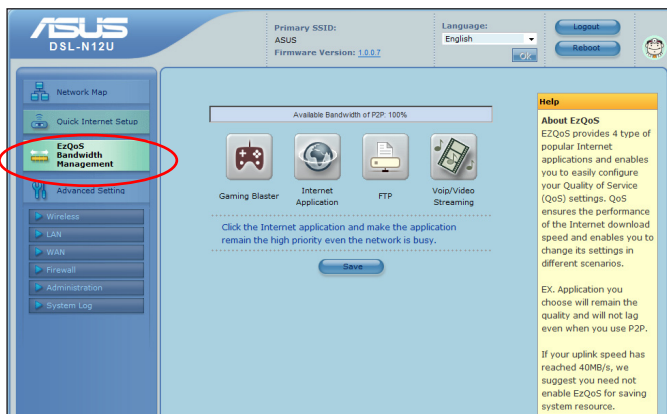 ASUS
DSL-N12U
Primary SSID:
ASUS
Firmware Version: 1.0.0.7
Language:
English
OK
Logout
Reboot
Network Map
Quick Internet Setup
EzQoS
Bandwidth
Management
Advanced Setting
Wireless
LAN
WAN
Firewall
Administration
System Log
Available Bandwidth of P2P: 100%
Gaming Blaster
Internet
Application
FTP
Voip/Video
Streaming
Click the Internet application and make the application
remain the high priority even the network is busy.
Save
Help
About EzQoS
EZQoS provides 4 type of
popular Internet
applications and enables
you to easily configure
your Quality of Service
(QoS) settings. QoS
ensures the performance
of the Internet download
speed and enables you to
change its settings in
different scenarios.
EX. Application you
choose will remain the
quality and will not lag
even when you use P2P.
If your uplink speed has
reached 40MB/s, we
suggest you need not
enable EzQoS for saving
system resource.